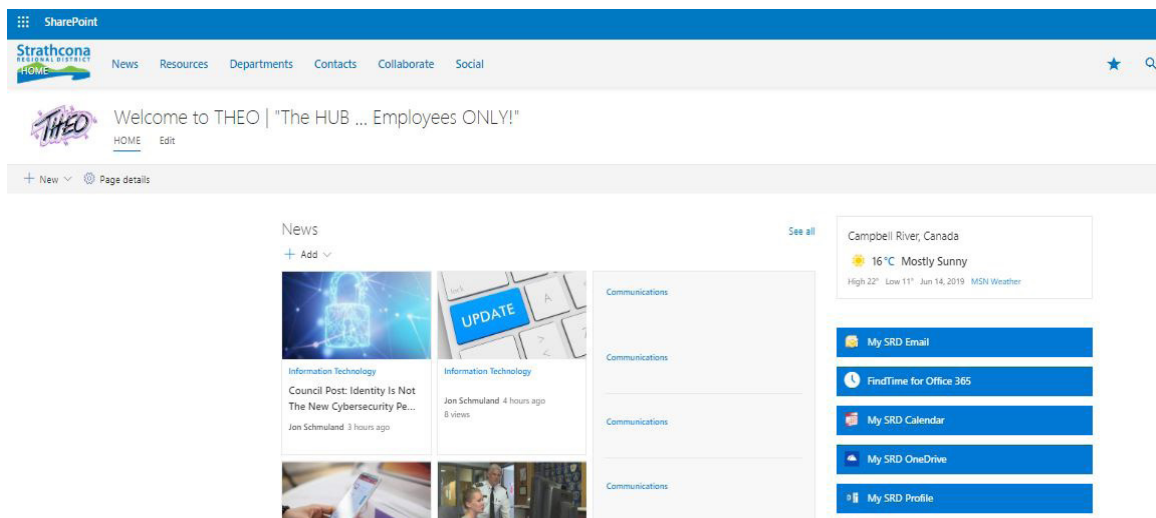 SharePoint
Strathcona
REGIONAL DISTRICT
HOME
News Resources Departments Contacts Collaborate Social
THEO
Welcome to THEO | "The HUB ... Employees ONLY!"
HOME Edit
+ New Page details
News
See all
+ Add
UPDATE
Information Technology
Council Post: Identity Is Not
The New Cybersecurity Pe...
Jon Schmuland 3 hours ago
Information Technology
Jon Schmuland 4 hours ago
8 views
Communications
Communications
Communications
Communications
Campbell River, Canada
16°C Mostly Sunny
High 22° Low 11° Jun 14, 2019 MSN Weather
My SRD Email
FindTime for Office 365
My SRD Calendar
My SRD OneDrive
My SRD Profile